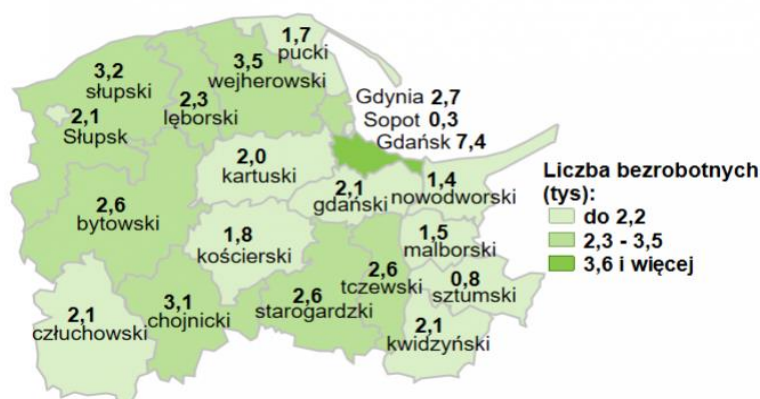 1,7
pucki
3,2
słupski
3,5
wejherowski
2,3
lęborski
2,1
Słupsk
Gdynia 2,7
Sopot 0,3
Gdańsk 7,4
2,0
kartuski
2,1
gdański
1,4
nowodworski
2,6
bytowski
1,8
kościerski
1,5
malborski
2,6
tczewski
0,8
sztumski
2,1
człuchowski
3,1
chojnicki
2,6
starogardzki
2,1
kwidzyński
Liczba bezrobotnych
(tys):
do 2,2
2,3 - 3,5
3,6 i więcej